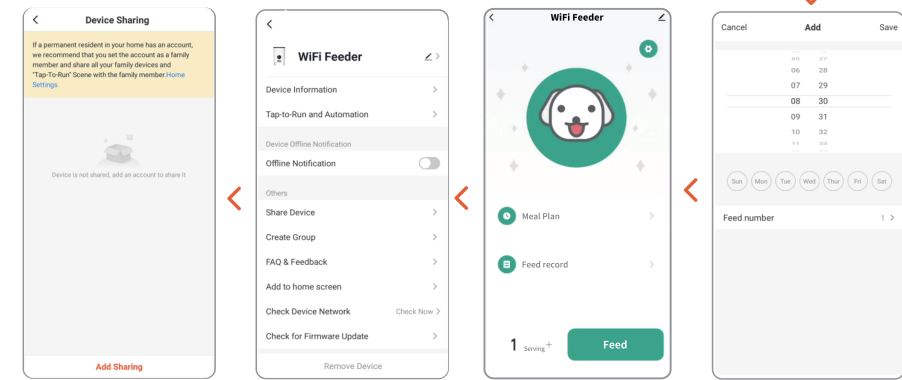 Device Sharing
If a permanent resident in your home has an account,
we recommend that you set the account as a family
member and share all your family devices and
"Tap-To-Run" Scene with the family member.Home
Settings
Device is not shared, add an account to share it
Add Sharing
WiFi Feeder
Device Information
Tap-to-Run and Automation
Device Offline Notification
Offline Notification
Others
Share Device
Create Group
FAQ & Feedback
Add to home screen
Check Device Network Check Now
Check for Firmware Update
Remove Device
WiFi Feeder
Meal Plan
Feed record
1 Serving +
Feed
Cancel Add Save
06 28
07 29
08 30
09 31
10 32
11 33
Sun Mon Tue Wed Thur Fri Sat
Feed number 1